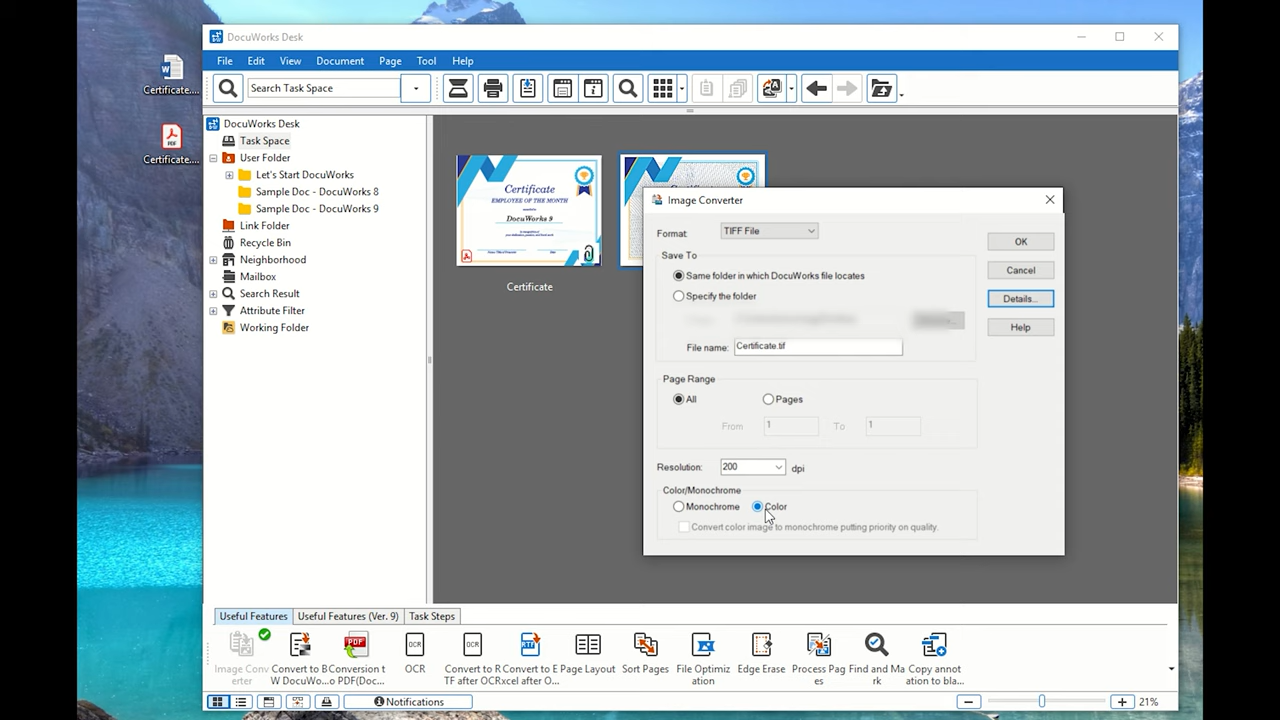 DocuWorks Desk
File Edit View Document Page Tool Help
Search Task Space
Certificate....
Certificate....
DocuWorks Desk
Task Space
User Folder
Let's Start DocuWorks
Sample Doc - DocuWorks 8
Sample Doc - DocuWorks 9
Link Folder
Recycle Bin
Neighborhood
Mailbox
Search Result
Attribute Filter
Working Folder
Certificate
EMPLOYEE OF THE MONTH
DocuWorks 9
Certificate
Image Converter
Format:
TIFF File
OK
Save To
Cancel
Same folder in which DocuWorks file locates
Specify the folder
Details...
Help
File name:
Certificate.tif
Page Range
All
Pages
From
1
To
1
Resolution:
200
dpi
Color/Monochrome
Monochrome
Color
Convert color image to monochrome putting priority on quality.
Useful Features
Useful Features (Ver. 9)
Task Steps
Image Conv
erter
Convert to B
W DocuWo...
Conversion t
o PDF(Doc...
OCR
OCR
Convert to R
TF after OCR
Convert to E
xcel after O...
Page Layout
Sort Pages
File Optimiz
ation
Edge Erase
Process Pag
es
Find and Ma
rk
Copy annot
ation to bla...
Notifications
21%